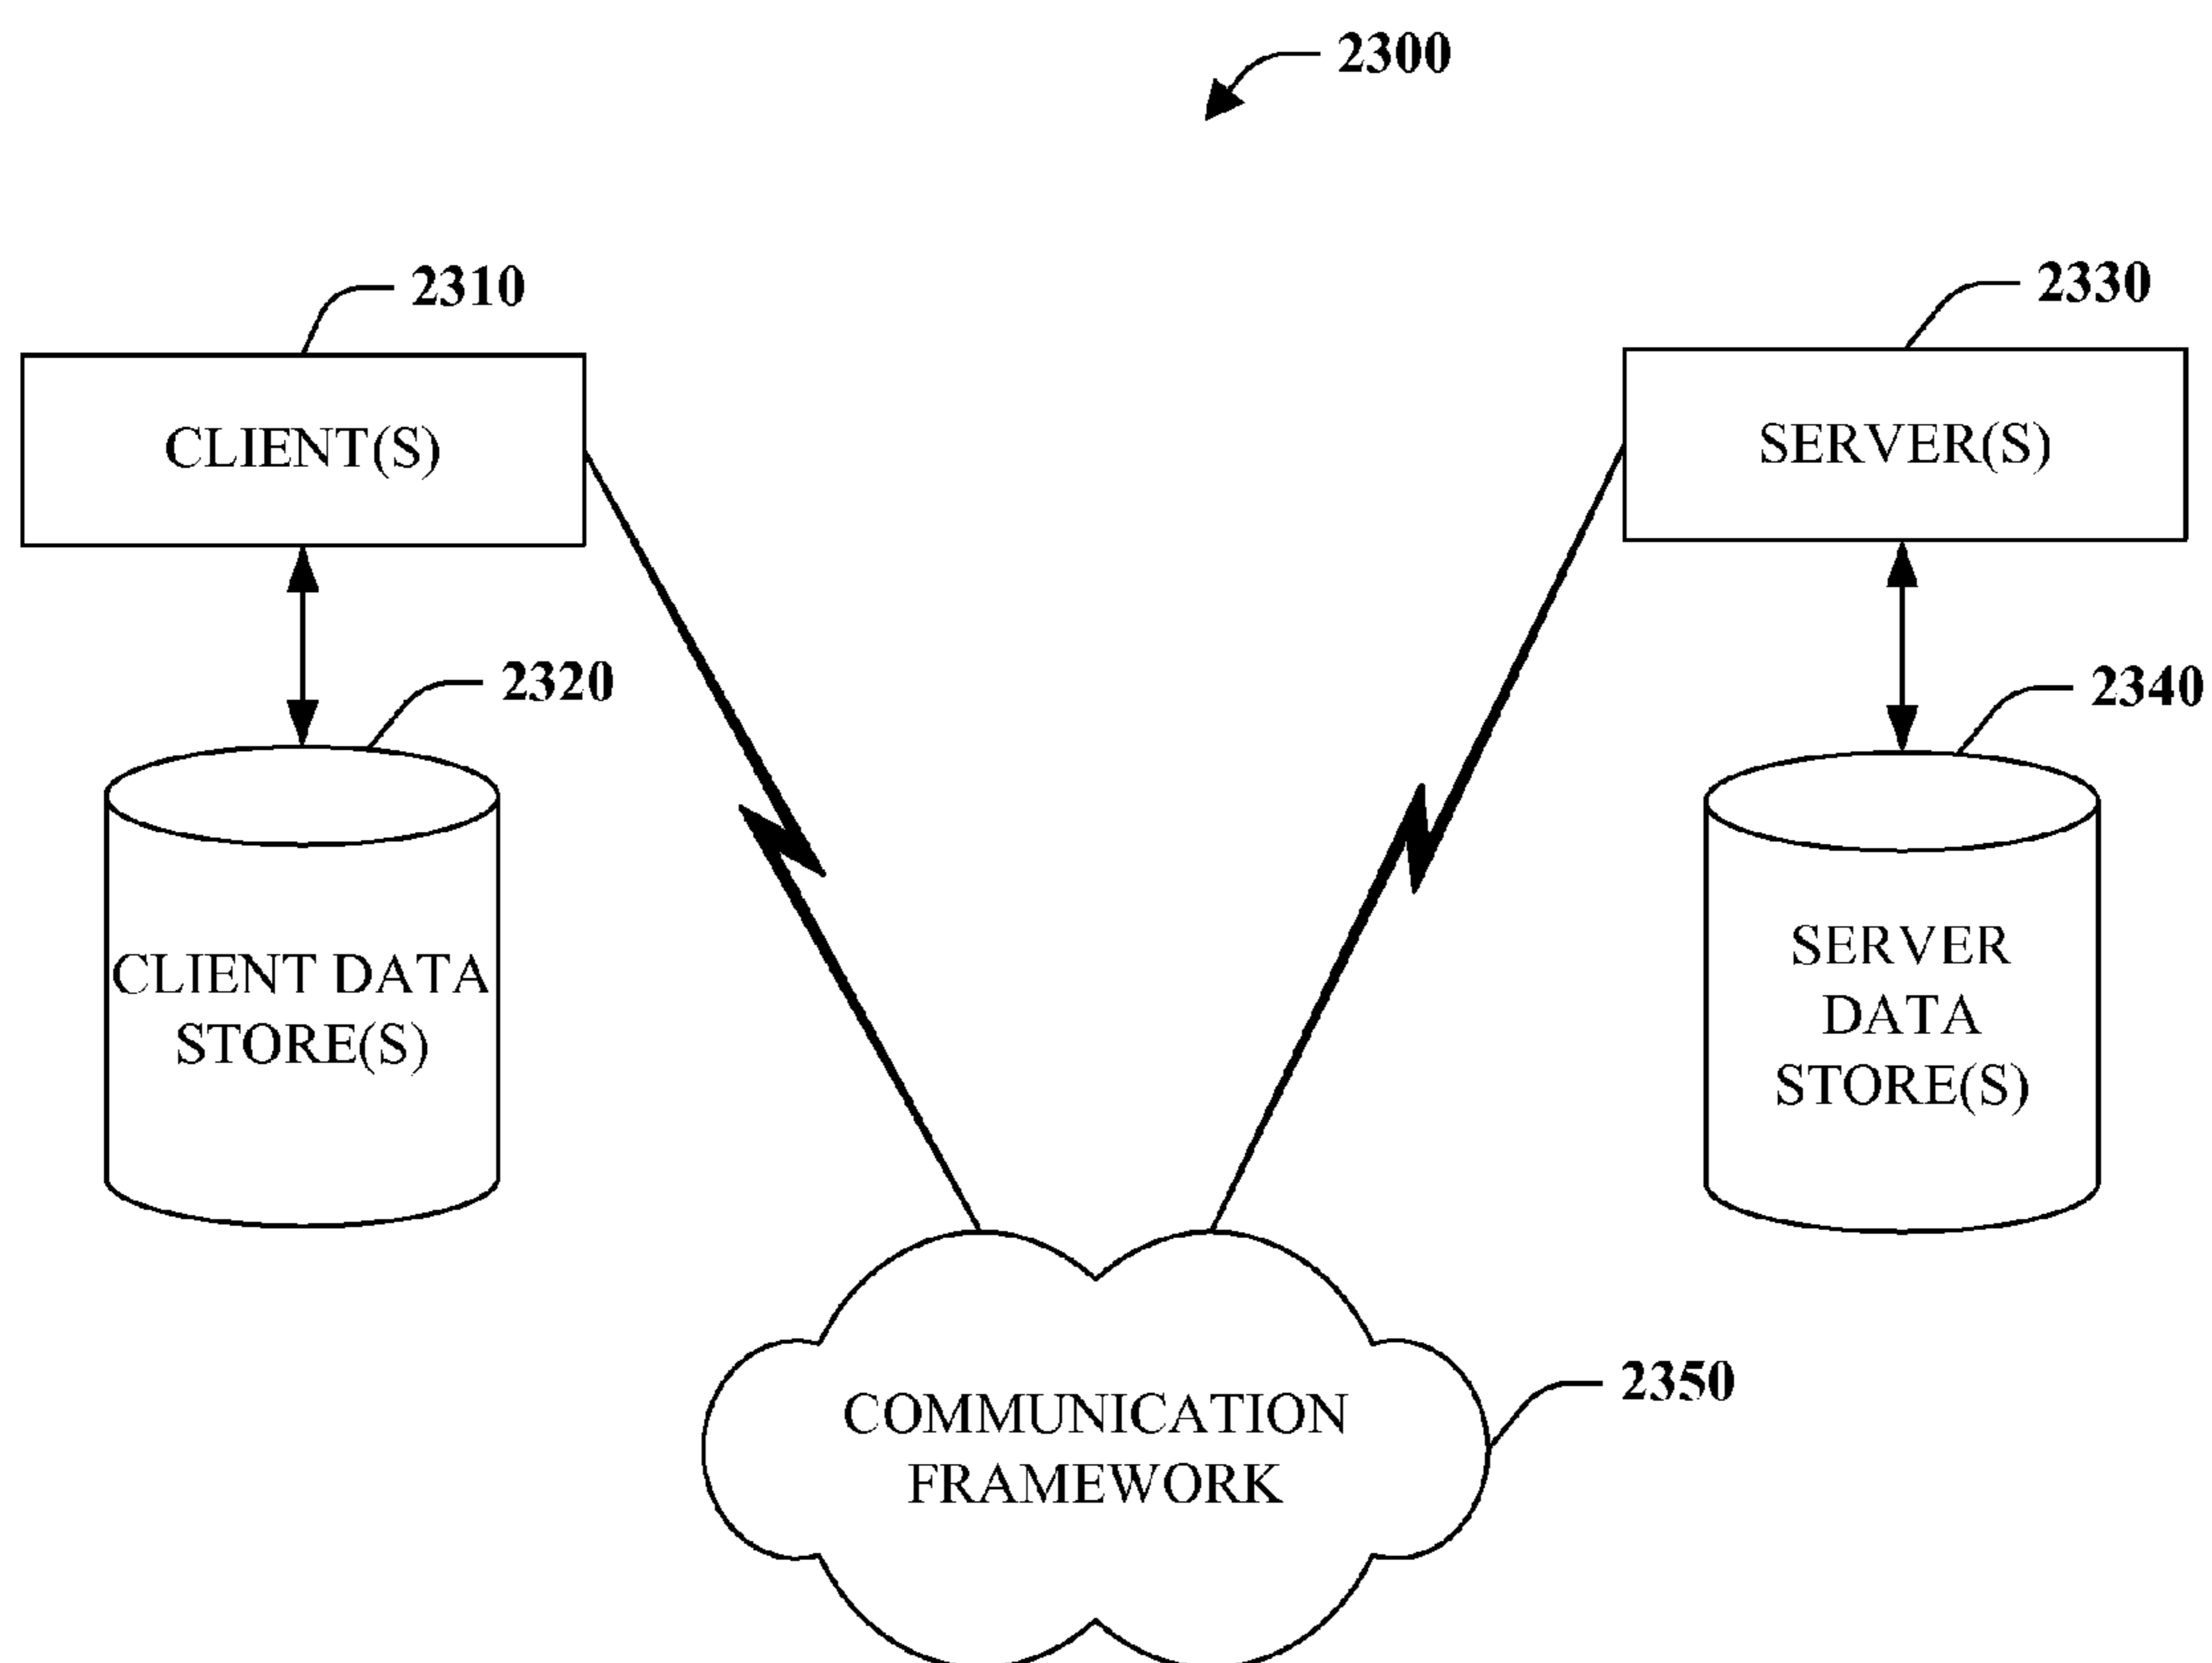 2300
2310
2330
CLIENT(S)
SERVER(S)
2320
2340
CLIENT DATA
STORE(S)
SERVER
DATA
STORE(S)
2350
COMMUNICATION
FRAMEWORK